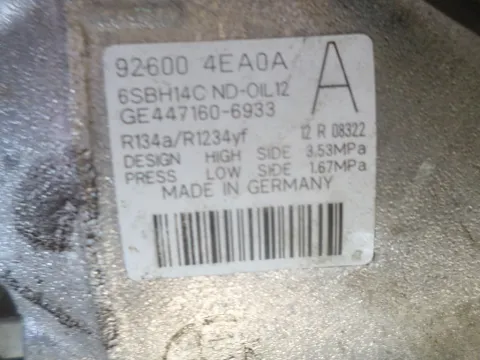 92600 4EA0A
A
6SBH14C ND-OIL12
GE447160-6933
R134a/R1234yf 12 R 08322
DESIGN HIGH SIDE 3.53MPa
PRESS LOW SIDE 1.67MPa
MADE IN GERMANY